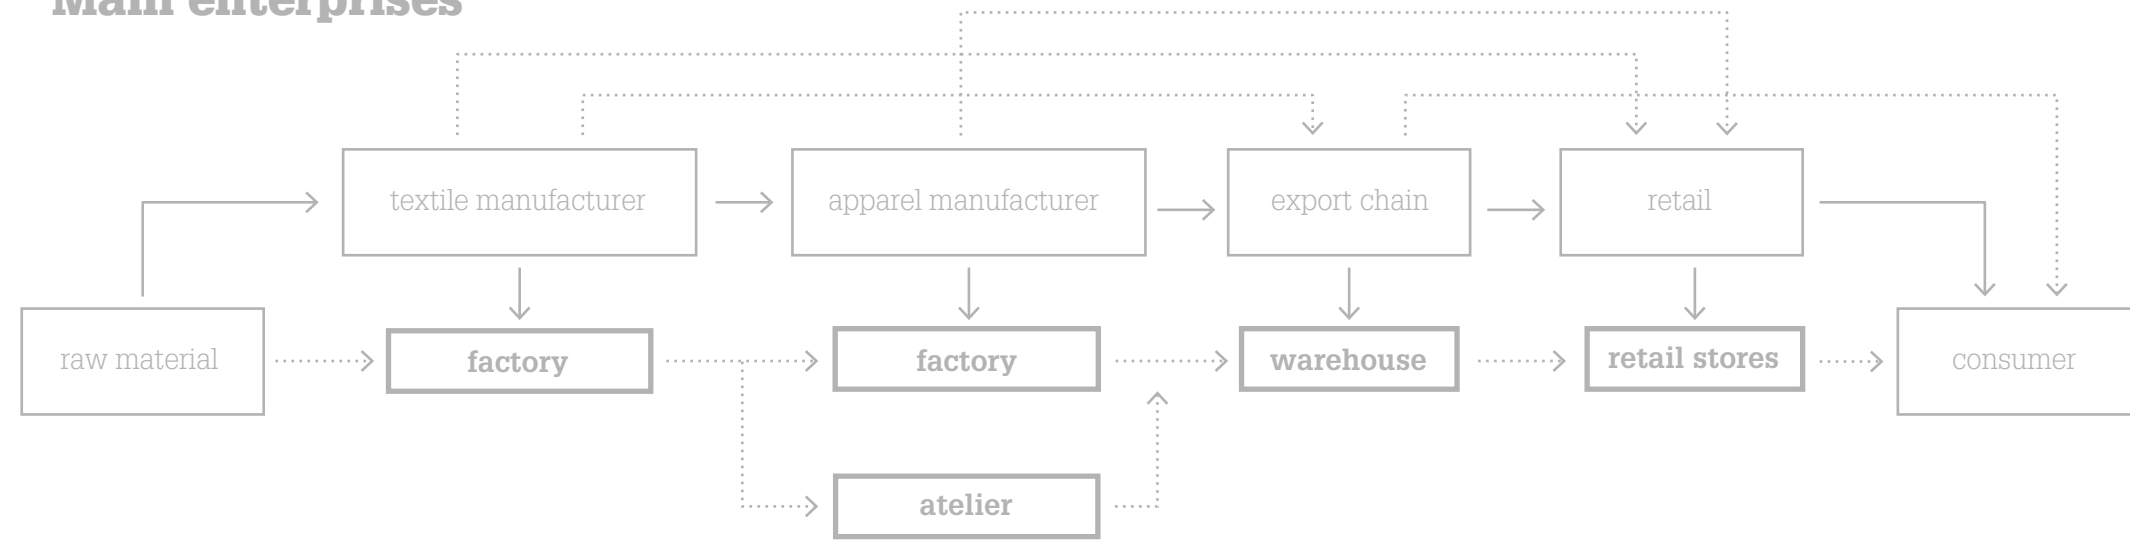 Main enterprises
textile manufacturer
apparel manufacturer
export chain
retail
raw material
factory
factory
warehouse
retail stores
consumer
atelier